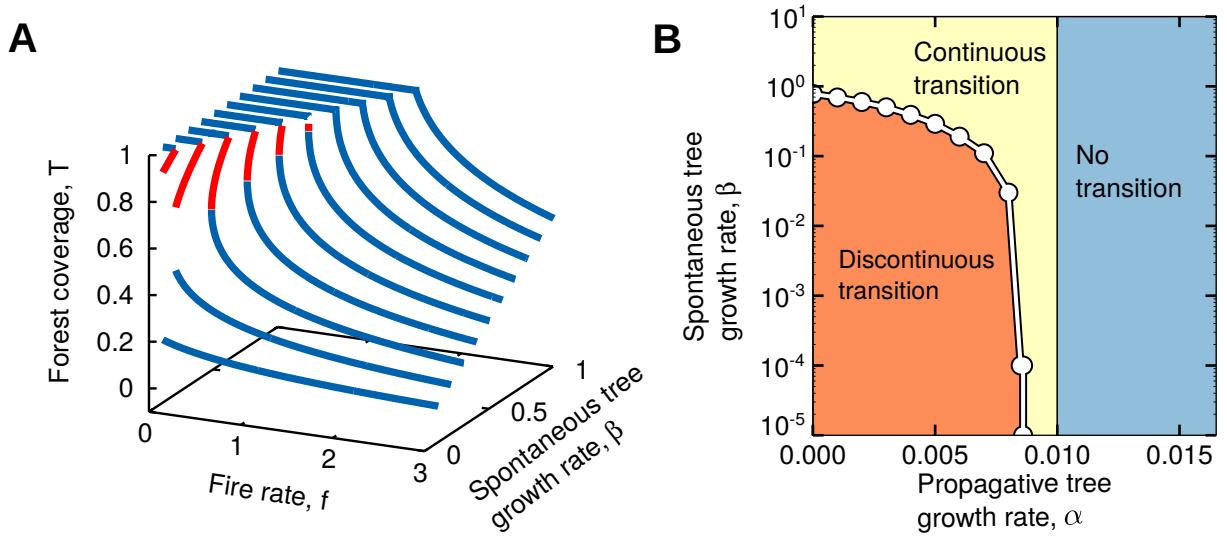 A
Forest coverage, T
1
0.8
0.6
0.4
0.2
0
0
1
2
3
Fire rate, f
0
0.5
1
Spontaneous tree
growth rate, β
B
Spontaneous tree
growth rate, β
10^1
10^0
10^-1
10^-2
10^-3
10^-4
10^-5
Continuous
transition
No
transition
Discontinuous
transition
0.000
0.005
0.010
0.015
Propagative tree
growth rate, α